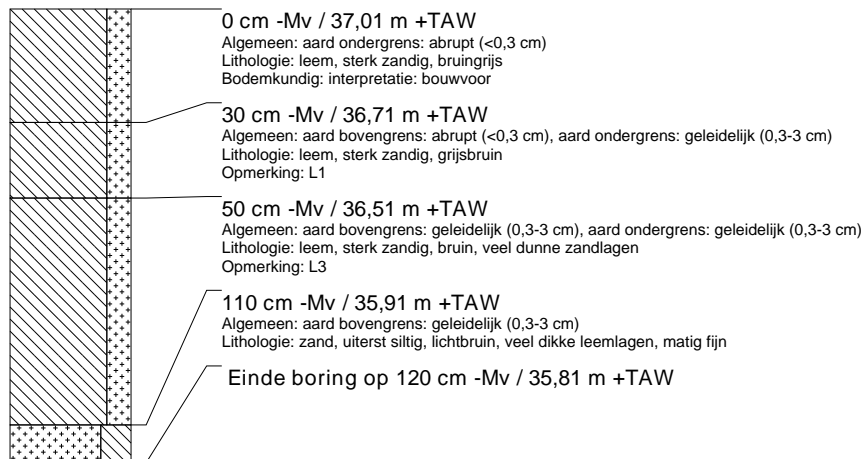 0 cm -Mv / 37,01 m +TAW
Algemeen: aard ondergrens: abrupt (<0,3 cm)
Lithologie: leem, sterk zandig, bruingrijs
Bodemkundig: interpretatie: bouwvoor
30 cm -Mv / 36,71 m +TAW
Algemeen: aard bovengrens: abrupt (<0,3 cm), aard ondergrens: geleidelijk (0,3-3 cm)
Lithologie: leem, sterk zandig, grijsbruin
Opmerking: L1
50 cm -Mv / 36,51 m +TAW
Algemeen: aard bovengrens: geleidelijk (0,3-3 cm), aard ondergrens: geleidelijk (0,3-3 cm)
Lithologie: leem, sterk zandig, bruin, veel dunne zandlagen
Opmerking: L3
110 cm -Mv / 35,91 m +TAW
Algemeen: aard bovengrens: geleidelijk (0,3-3 cm)
Lithologie: zand, uiterst siltig, lichtbruin, veel dikke leemlagen, matig fijn
Einde boring op 120 cm -Mv / 35,81 m +TAW